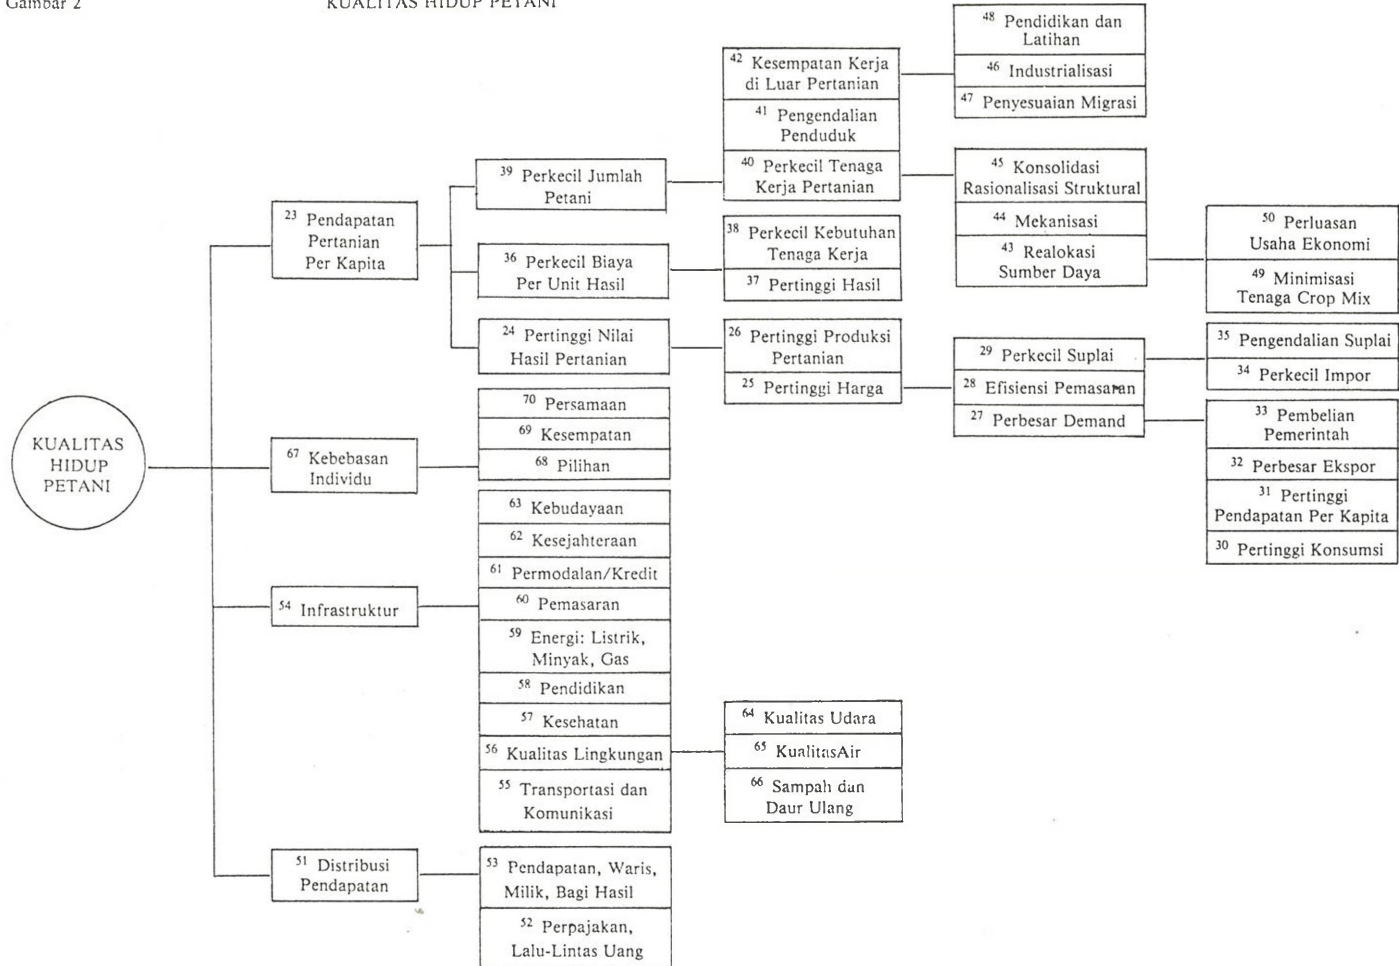 Gambar 2
KUALITAS HIDUP PETANI
KUALITAS
HIDUP
PETANI
23 Pendapatan
Pertanian
Per Kapita
39 Perkecil Jumlah
Petani
42 Kesempatan Kerja
di Luar Pertanian
41 Pengendalian
Penduduk
40 Perkecil Tenaga
Kerja Pertanian
48 Pendidikan dan
Latihan
46 Industrialisasi
47 Penyesuaian Migrasi
45 Konsolidasi
Rasionalisasi Struktural
44 Mekanisasi
43 Realokasi
Sumber Daya
50 Perluasan
Usaha Ekonomi
49 Minimisasi
Tenaga Crop Mix
36 Perkecil Biaya
Per Unit Hasil
38 Perkecil Kebutuhan
Tenaga Kerja
37 Pertinggi Hasil
24 Pertinggi Nilai
Hasil Pertanian
26 Pertinggi Produksi
Pertanian
25 Pertinggi Harga
29 Perkecil Suplai
28 Efisiensi Pemasaran
27 Perbesar Demand
35 Pengendalian Suplai
34 Perkecil Impor
33 Pembelian
Pemerintah
32 Perbesar Ekspor
31 Pertinggi
Pendapatan Per Kapita
30 Pertinggi Konsumsi
67 Kebebasan
Individu
70 Persamaan
69 Kesempatan
68 Pilihan
54 Infrastruktur
63 Kebudayaan
62 Kesejahteraan
61 Permodalan/Kredit
60 Pemasaran
59 Energi: Listrik,
Minyak, Gas
58 Pendidikan
57 Kesehatan
56 Kualitas Lingkungan
55 Transportasi dan
Komunikasi
64 Kualitas Udara
65 KualitasAir
66 Sampah dan
Daur Ulang
51 Distribusi
Pendapatan
53 Pendapatan, Waris,
Milik, Bagi Hasil
52 Perpajakan,
Lalu-Lintas Uang